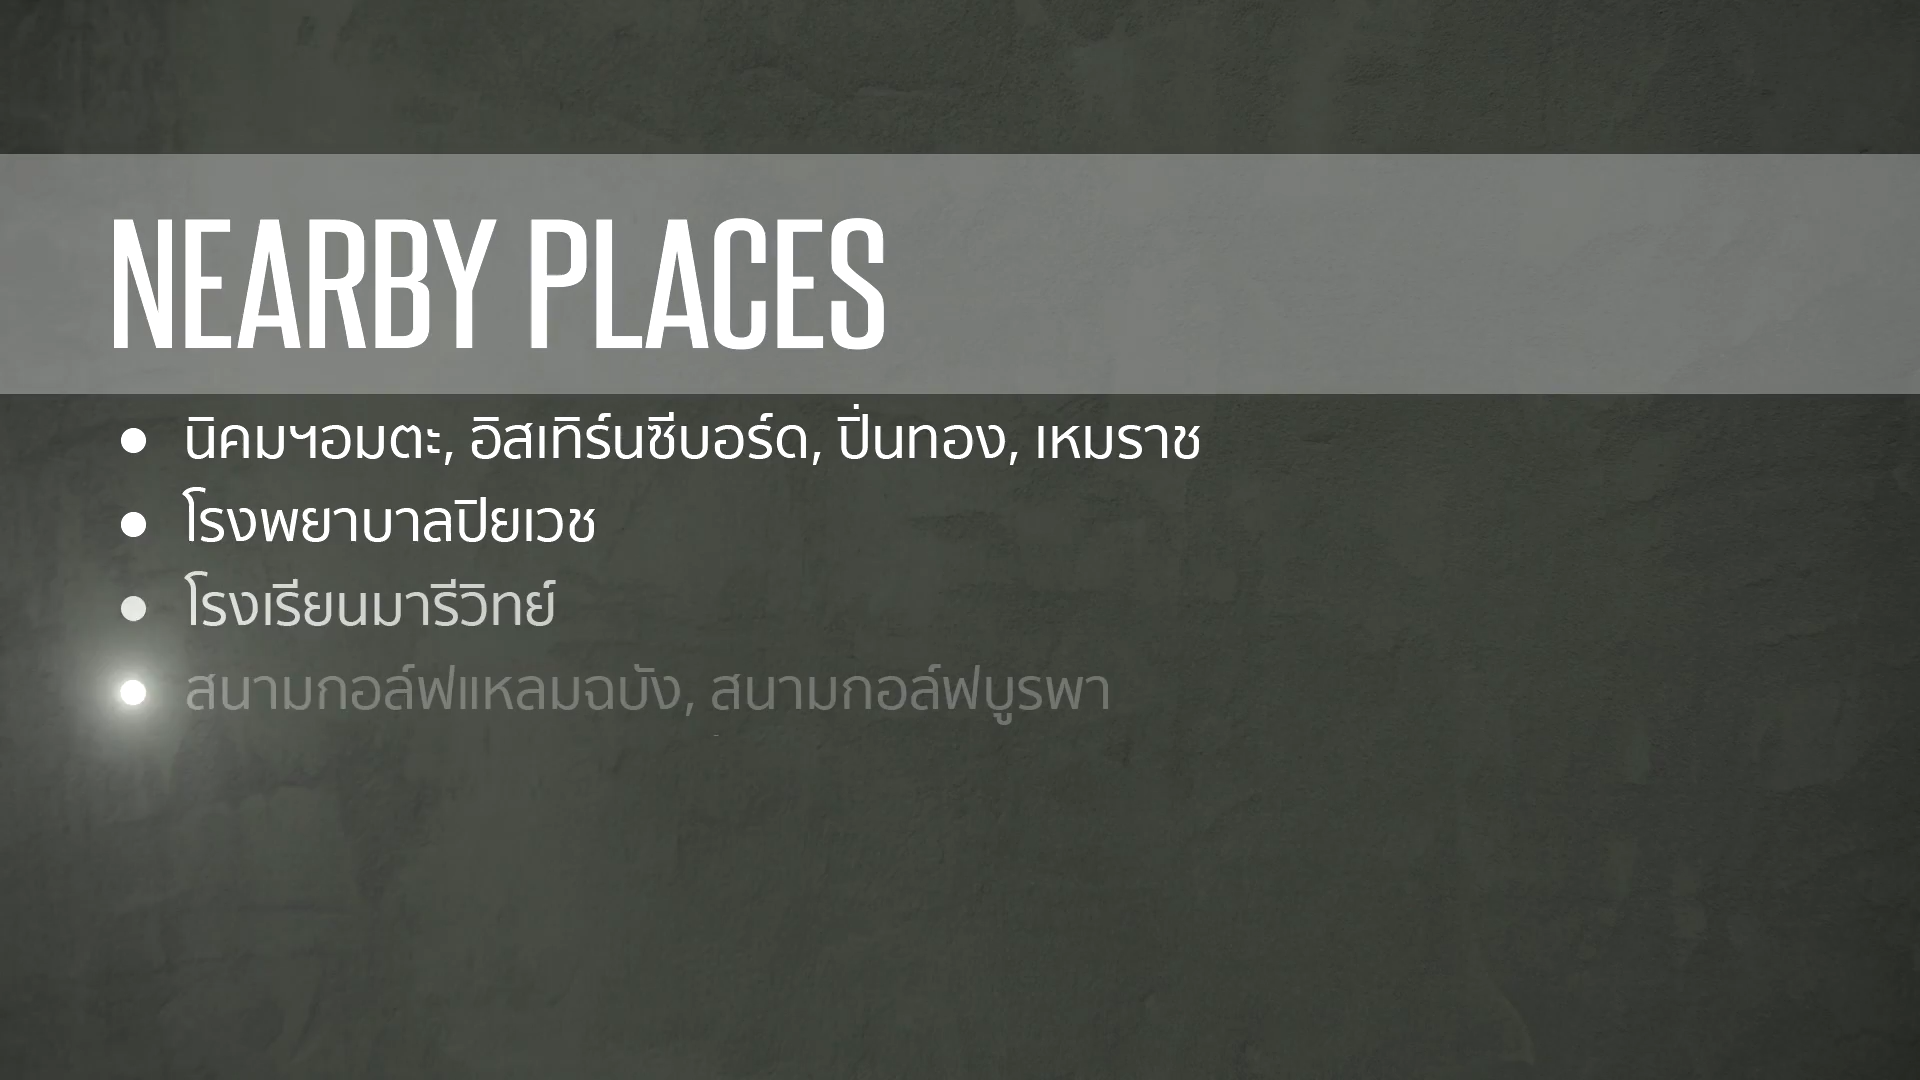 NEARBY PLACES
● นิคมฯอมตะ, อิสเทิร์นซีบอร์ด, ปิ่นทอง, เหมราช
● โรงพยาบาลปิยเวช
● โรงเรียนมารีวิทย์
● สนามกอล์ฟแหลมฉบัง, สนามกอล์ฟบูรพา